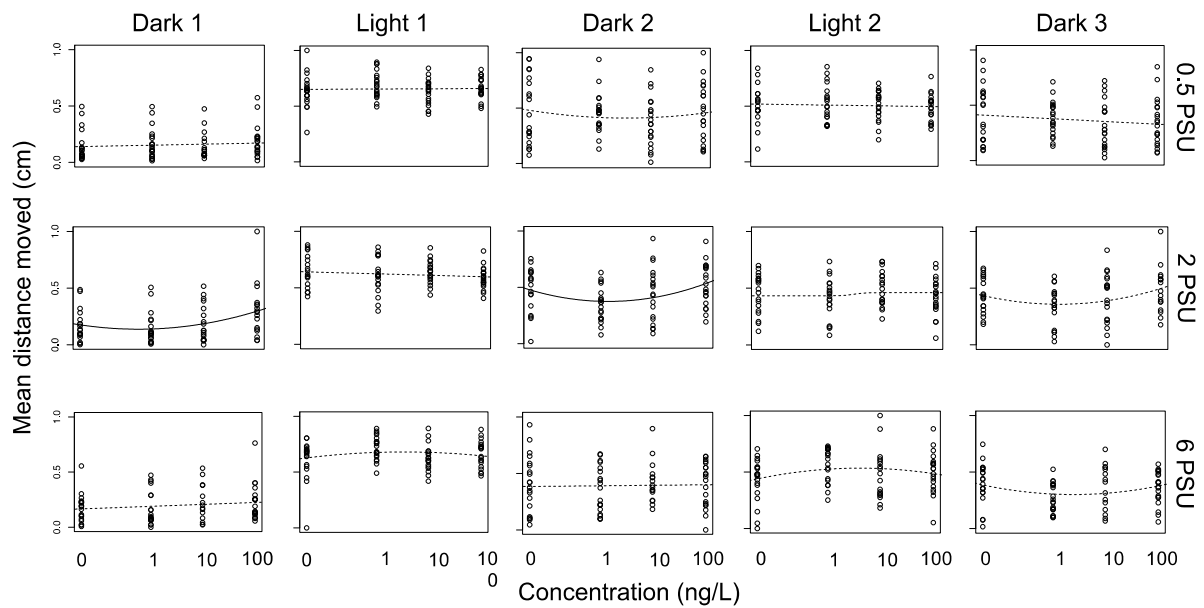 Dark 1 Light 1 Dark 2 Light 2 Dark 3
Mean distance moved (cm)
1.0
0.5
0.0
0.5 PSU
1.0
0.5
0.0
2 PSU
1.0
0.5
0.0
6 PSU
0 1 10 100 0 1 10 10 0 1 10 100 0 1 10 100 0 1 10 100
0
Concentration (ng/L)